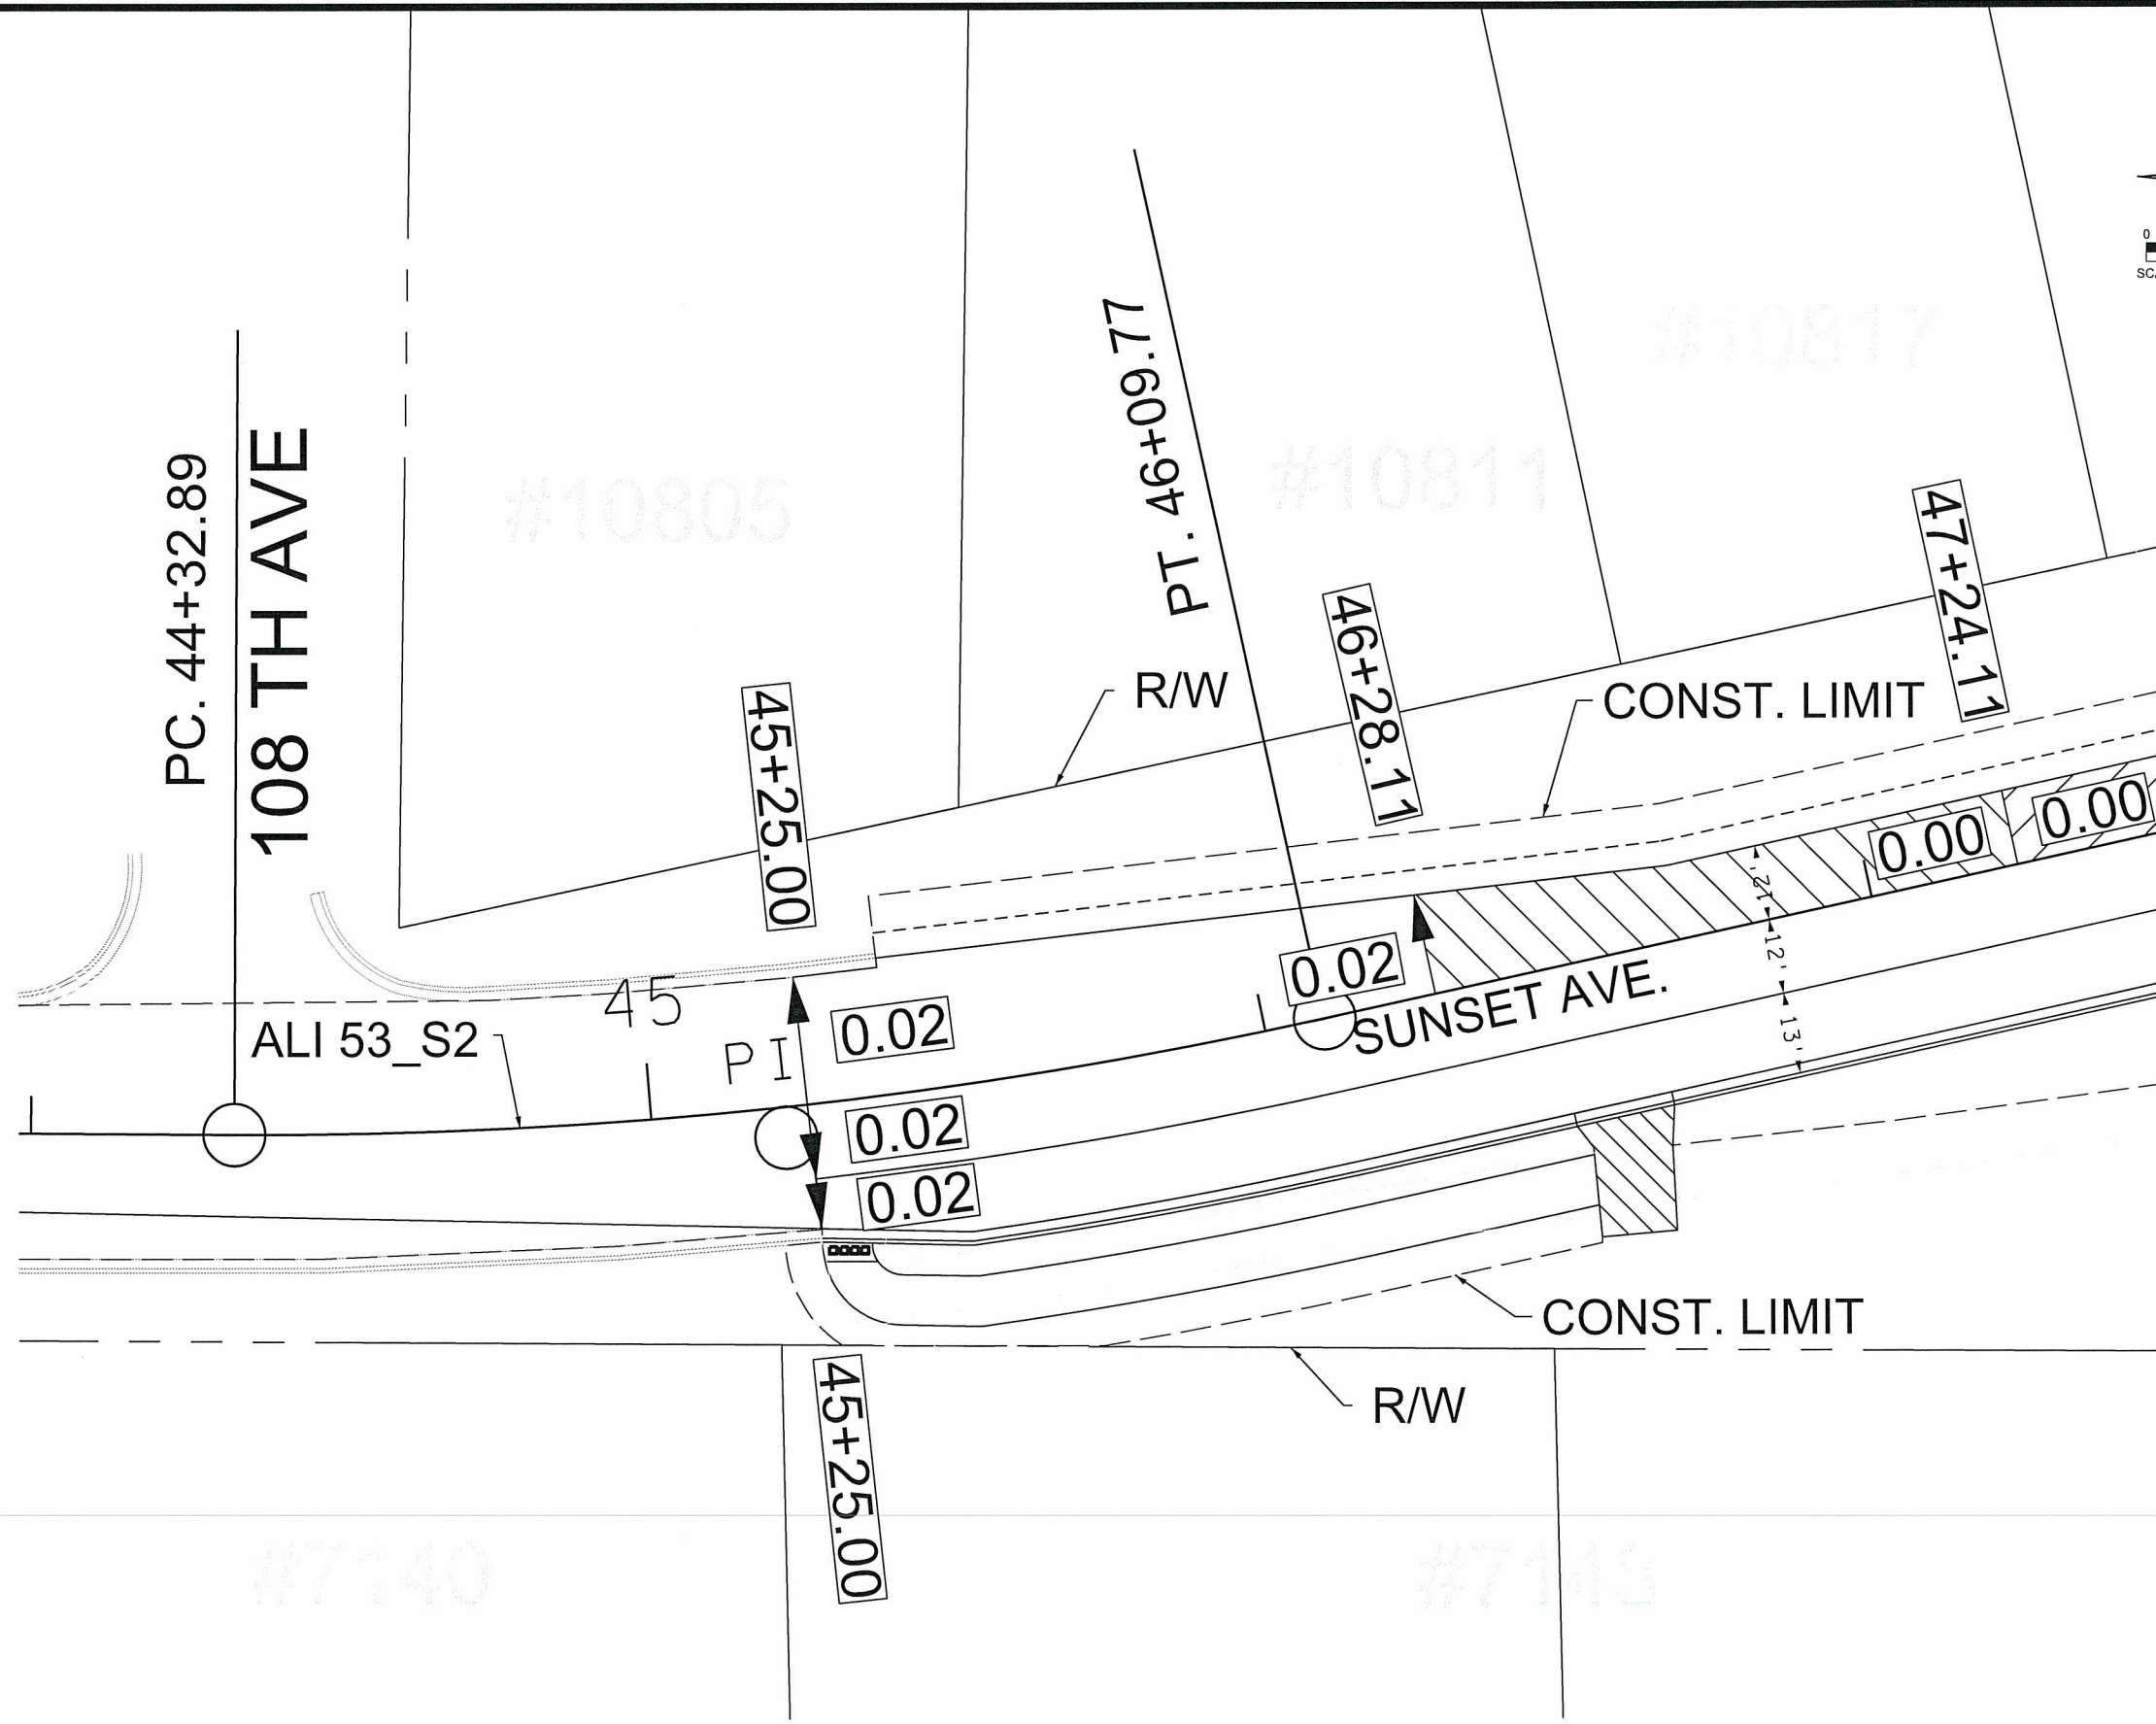 PC. 44+32.89
108 TH AVE
#10805
45+25.00
PT. 46+09.77
#10811
46+28.11
#10817
47+24.11
0
R/W
CONST. LIMIT
0.00
0.00
21'
12'
13'
0.02
SUNSET AVE.
45
PI
ALI 53_S2
0.02
0.02
0.02
CONST. LIMIT
R/W
45+25.00
#7140